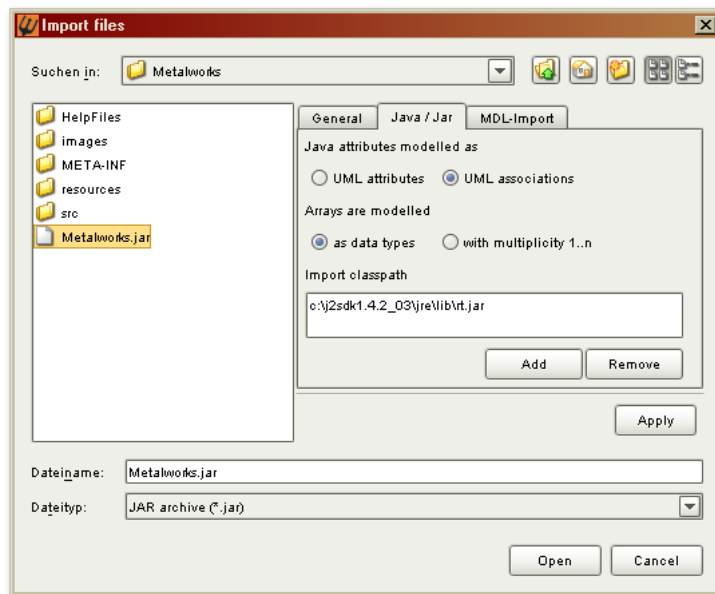 Import files
Suchen in:
Metalworks
HelpFiles
images
META-INF
resources
src
Metalworks.jar
General
Java / Jar
MDL-Import
Java attributes modelled as
UML attributes
UML associations
Arrays are modelled
as data types
with multiplicity 1..n
Import classpath
c:\j2sdk1.4.2_03\jre\lib\rt.jar
Add
Remove
Apply
Dateiname:
Metalworks.jar
Dateityp:
JAR archive (*.jar)
Open
Cancel